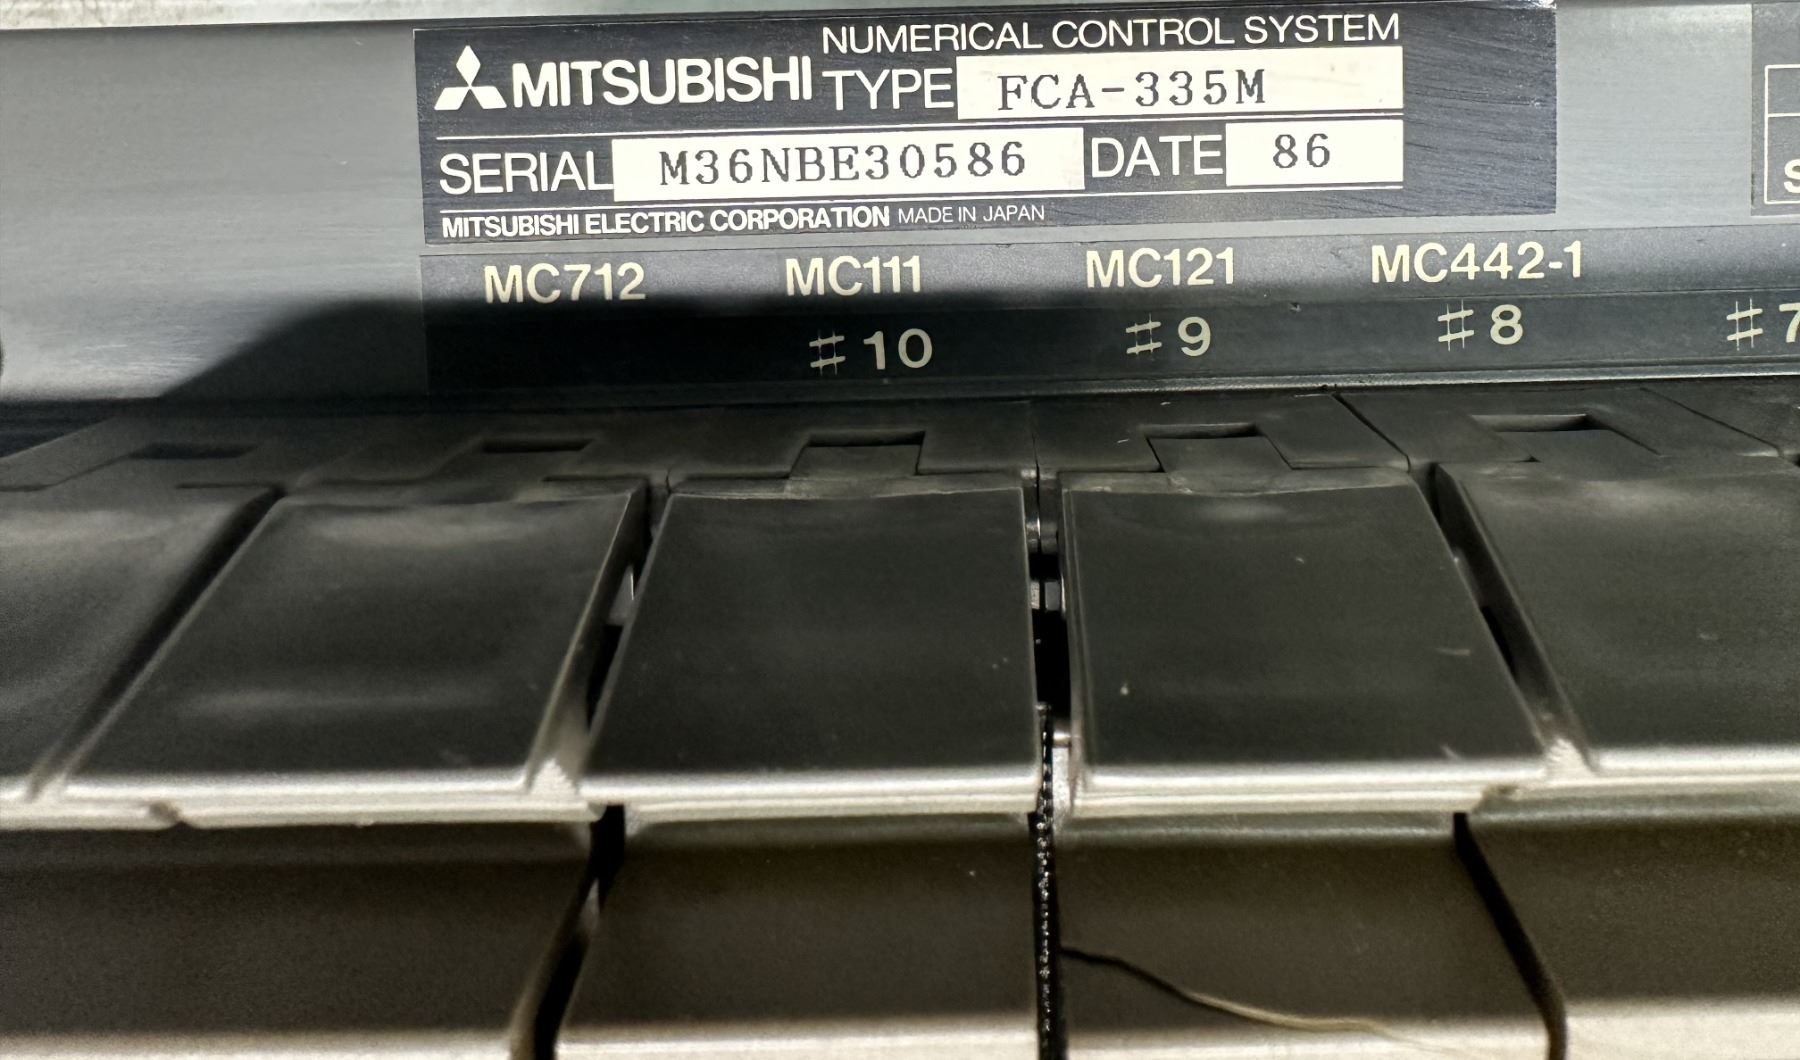 NUMERICAL CONTROL SYSTEM
MITSUBISHI TYPE FCA-335M
SERIAL M36NBE30586 DATE 86
MITSUBISHI ELECTRIC CORPORATION MADE IN JAPAN
MC712 MC111 MC121 MC442-1
#10 #9 #8 #7
S